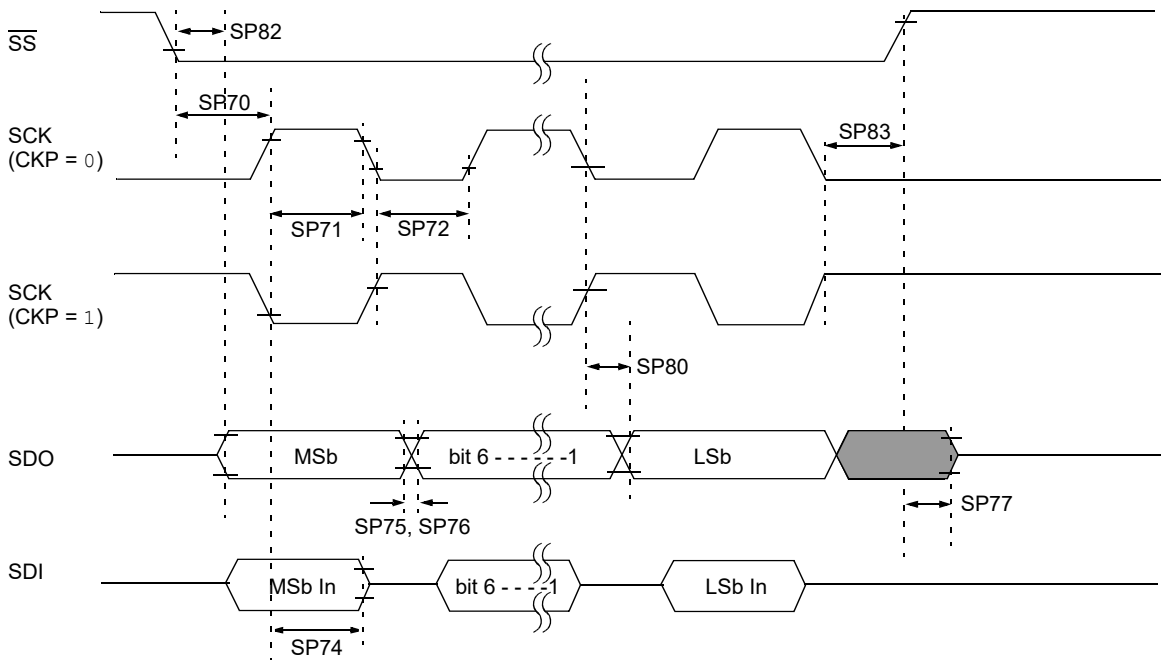 SS
SP82
SP70
SCK
(CKP = 0)
SP83
SP71
SP72
SCK
(CKP = 1)
SP80
SDO
MSb
bit 6 - - - - - - -1
LSb
SP75, SP76
SP77
SDI
MSb In
bit 6 - - - -1
LSb In
SP74